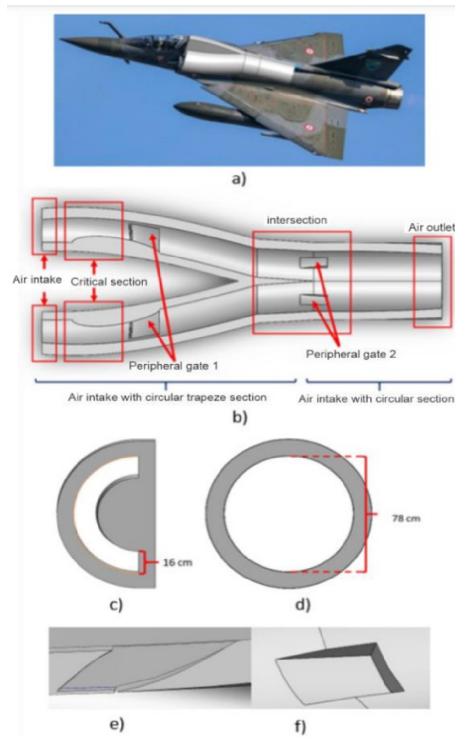 a)
intersection
Air outlet
Air intake
Critical section
Peripheral gate 1
Peripheral gate 2
Air intake with circular trapeze section
Air intake with circular section
b)
16 cm
78 cm
c)
d)
e)
f)